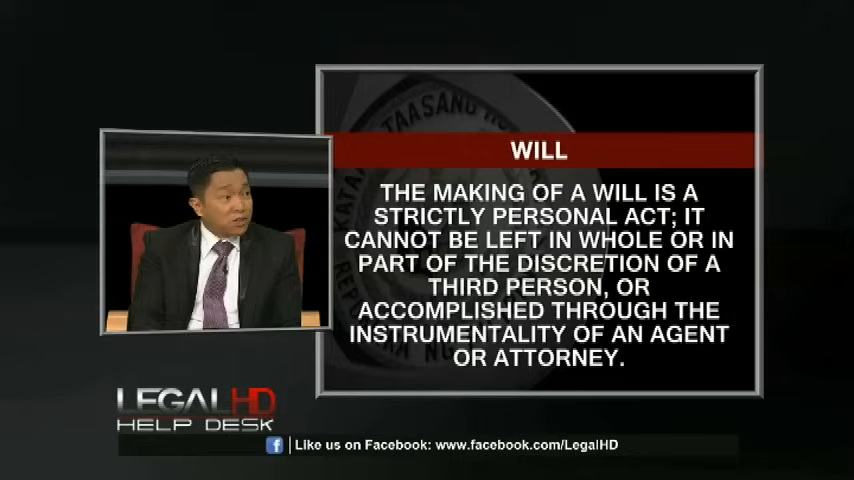 WILL
THE MAKING OF A WILL IS A
STRICTLY PERSONAL ACT; IT
CANNOT BE LEFT IN WHOLE OR IN
PART OF THE DISCRETION OF A
THIRD PERSON, OR
ACCOMPLISHED THROUGH THE
INSTRUMENTALITY OF AN AGENT
OR ATTORNEY.
LEGALHD
HELP DESK
f Like us on Facebook: www.facebook.com/LegalHD